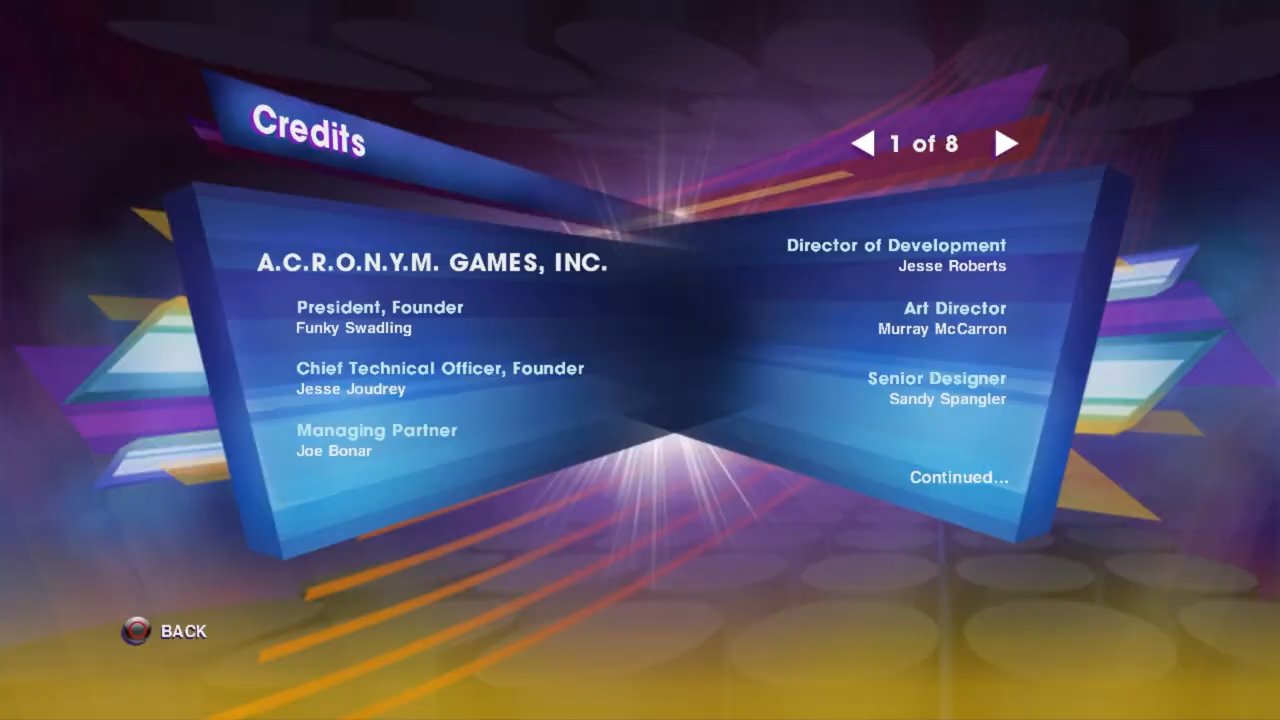 Credits
1 of 8
A.C.R.O.N.Y.M. GAMES, INC.
President, Founder
Funky Swadling
Chief Technical Officer, Founder
Jesse Joudrey
Managing Partner
Joe Bonar
Director of Development
Jesse Roberts
Art Director
Murray McCarron
Senior Designer
Sandy Spangler
Continued...
BACK